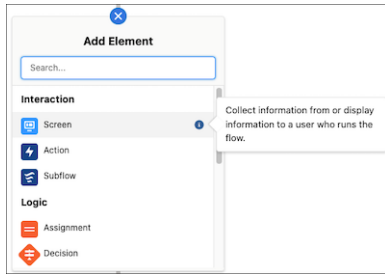 Add Element
Search...
Interaction
Screen
Collect information from or display
information to a user who runs the
flow.
Action
Subflow
Logic
Assignment
Decision